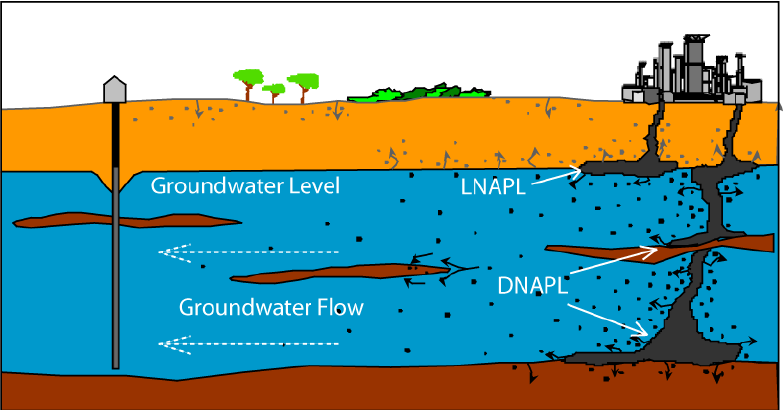 Groundwater Level
LNAPL
DNAPL
Groundwater Flow